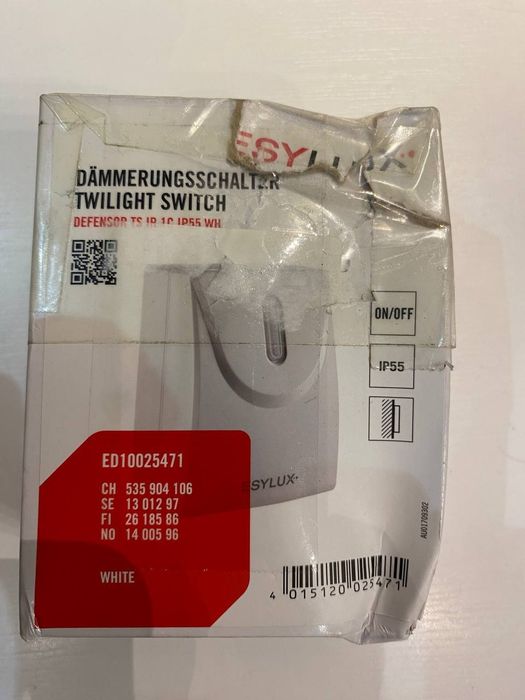 ESYLUX
DÄMMERUNGSSCHALTER
TWILIGHT SWITCH
DEFENSOR TS IR 1C IP55 WH
ON/OFF
IP55
ESYLUX
ED10025471
CH 535 904 106
SE 13 012 97
FI 26 185 86
NO 14 005 96
WHITE
AU01709302
4 015120 025471